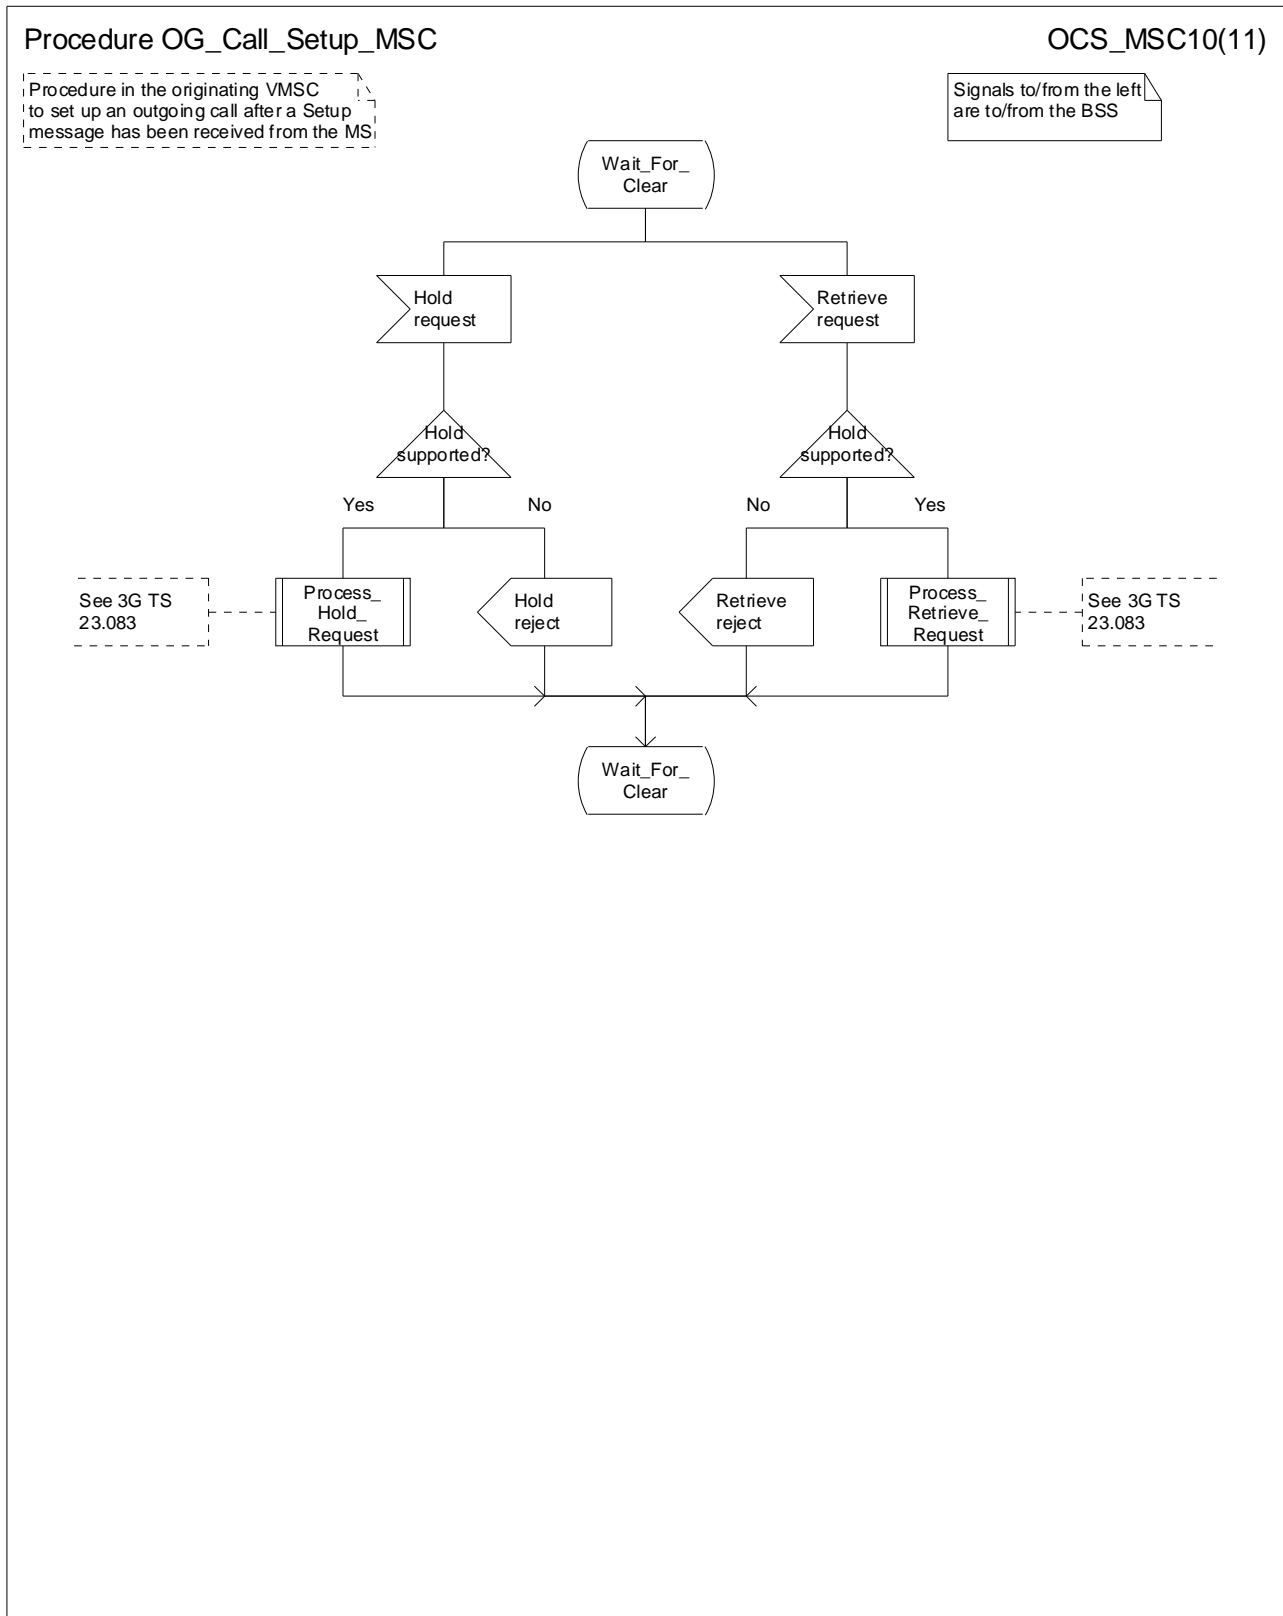 Procedure OG_Call_Setup_MSC
OCS_MSC10(11)
Procedure in the originating VMSC
to set up an outgoing call after a Setup
message has been received from the MS
Signals to/from the left
are to/from the BSS
Wait_For_
Clear
Hold
request
Retrieve
request
Hold
supported?
Hold
supported?
Yes
No
No
Yes
See 3G TS
23.083
Process_
Hold_
Request
Hold
reject
Retrieve
reject
Process_
Retrieve_
Request
See 3G TS
23.083
Wait_For_
Clear